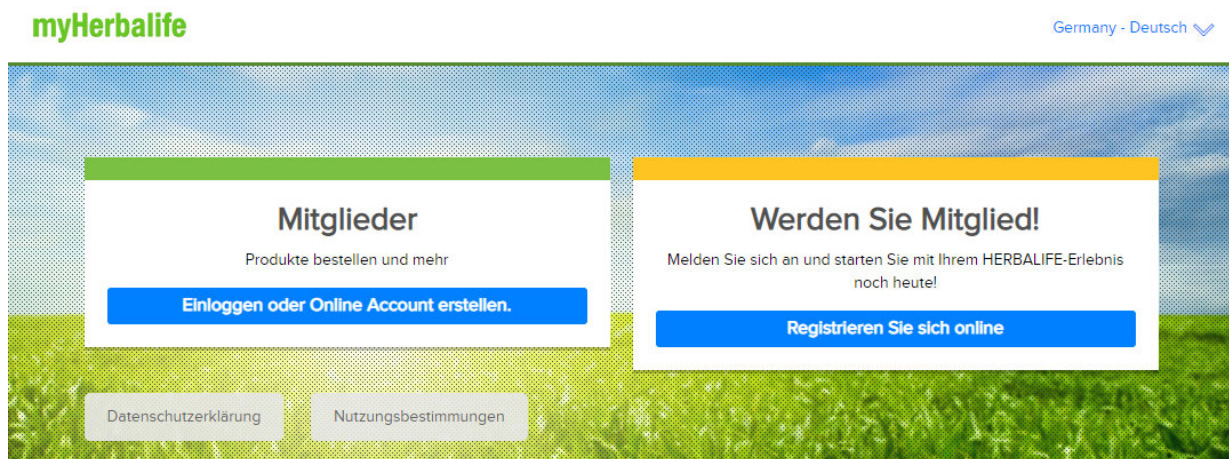 myHerbalife
Germany - Deutsch
Mitglieder
Produkte bestellen und mehr
Einloggen oder Online Account erstellen.
Werden Sie Mitglied!
Melden Sie sich an und starten Sie mit Ihrem HERBALIFE-Erlebnis
noch heute!
Registrieren Sie sich online
Datenschutzerklärung
Nutzungsbestimmungen